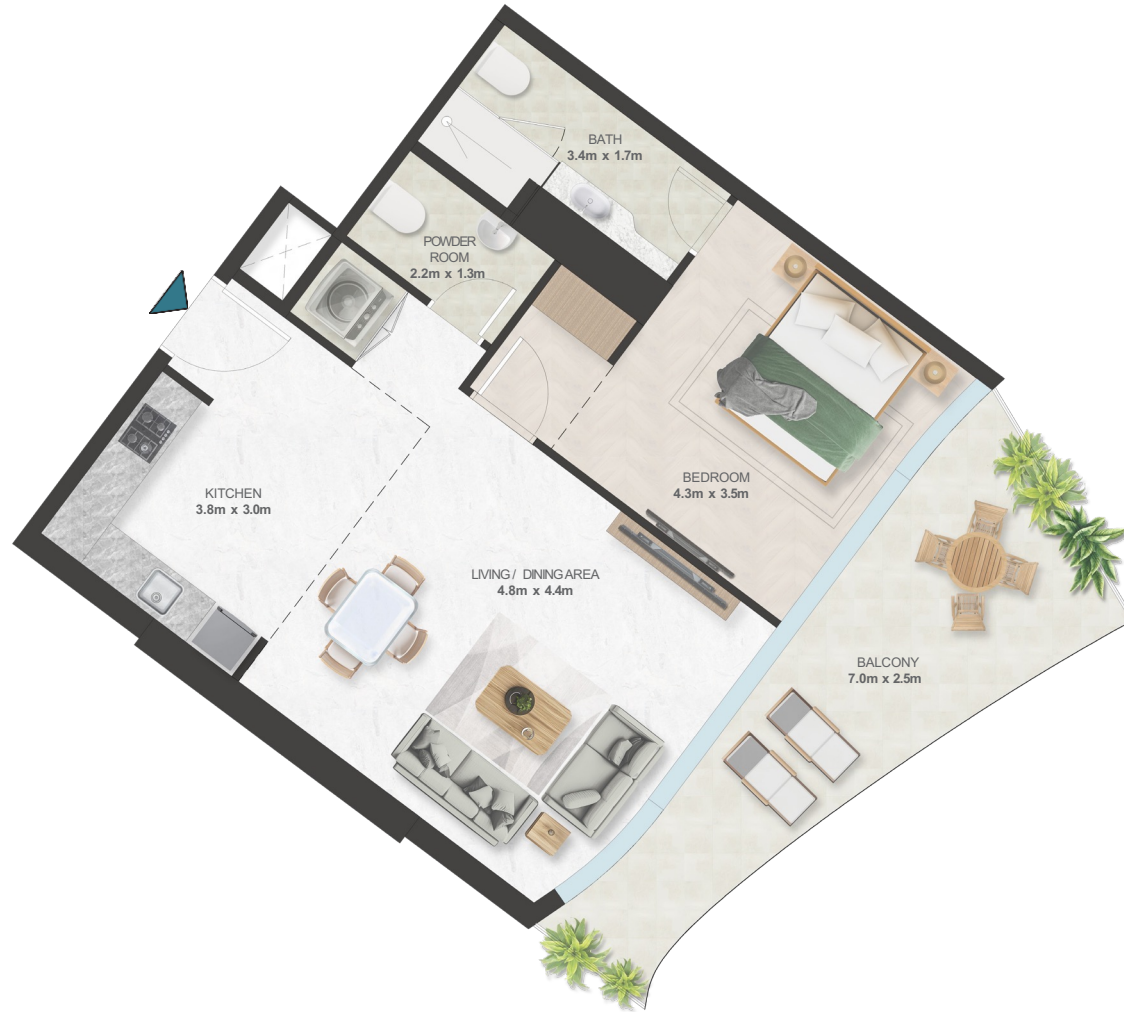 BATH
3.4m x 1.7m
POWDER
ROOM
2.2m x 1.3m
BEDROOM
4.3m x 3.5m
KITCHEN
3.8m x 3.0m
LIVING / DINING AREA
4.8m x 4.4m
BALCONY
7.0m x 2.5m